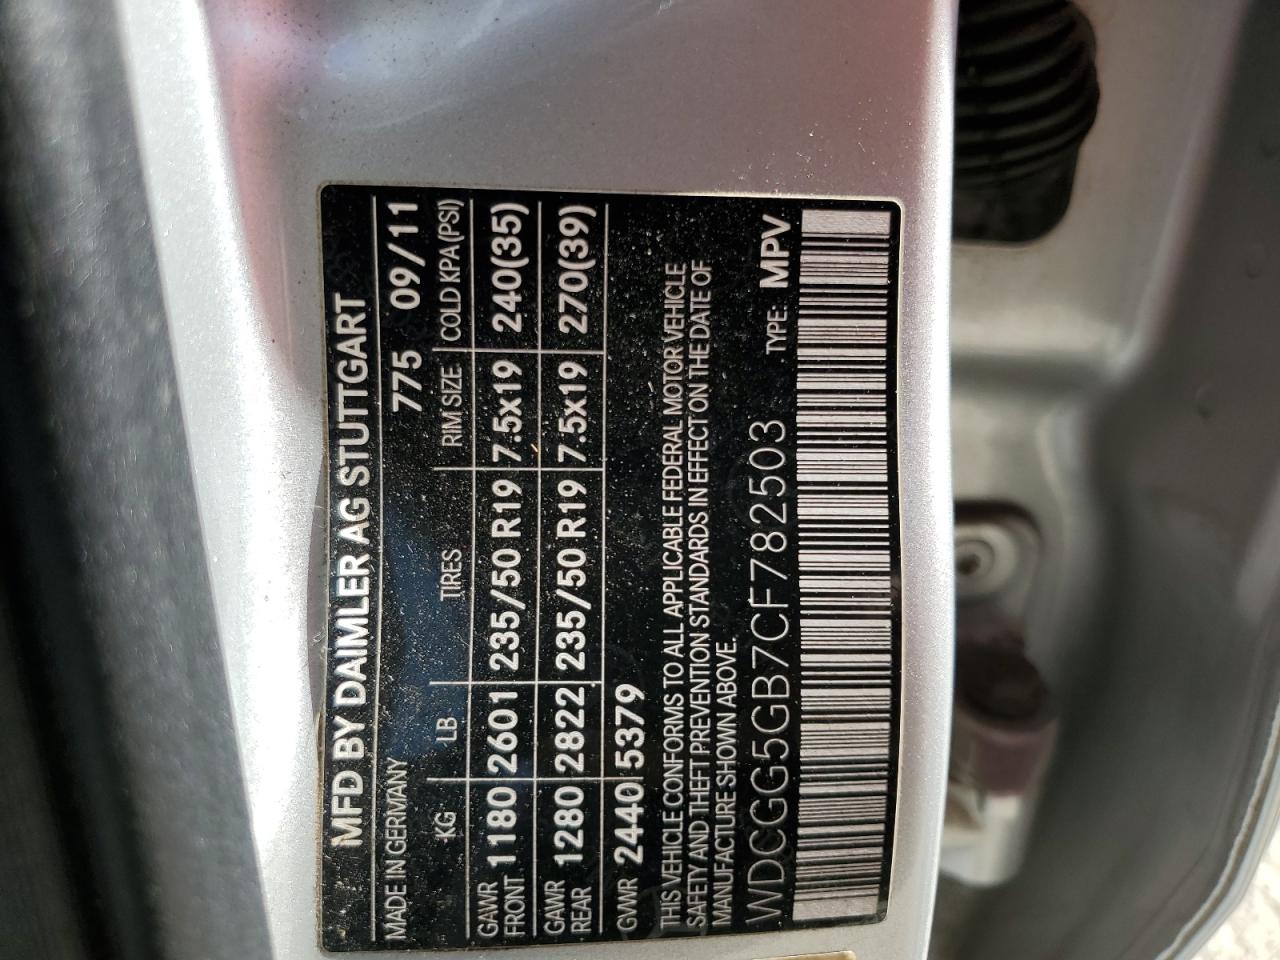 MFD BY DAIMLER AG STUTTGART
MADE IN GERMANY 775 09/11
KG LB TIRES RIM SIZE COLD KPA (PSI)
GAWR FRONT 1180 2601 235/50 R19 7.5x19 240(35)
GAWR REAR 1280 2822 235/50 R19 7.5x19 270(39)
GVWR 2440 5379
THIS VEHICLE CONFORMS TO ALL APPLICABLE FEDERAL MOTOR VEHICLE
SAFETY AND THEFT PREVENTION STANDARDS IN EFFECT ON THE DATE OF
MANUFACTURE SHOWN ABOVE.
WDCGG5GB7CF782503 TYPE: MPV